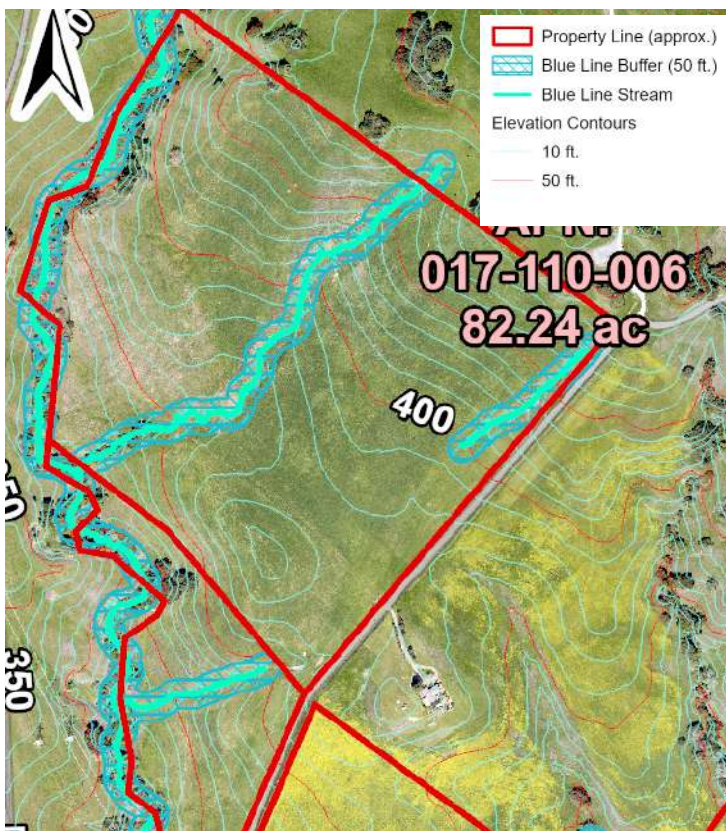 Property Line (approx.)
Blue Line Buffer (50 ft.)
Blue Line Stream
Elevation Contours
10 ft.
50 ft.
APN:
017-110-006
82.24 ac
400
350